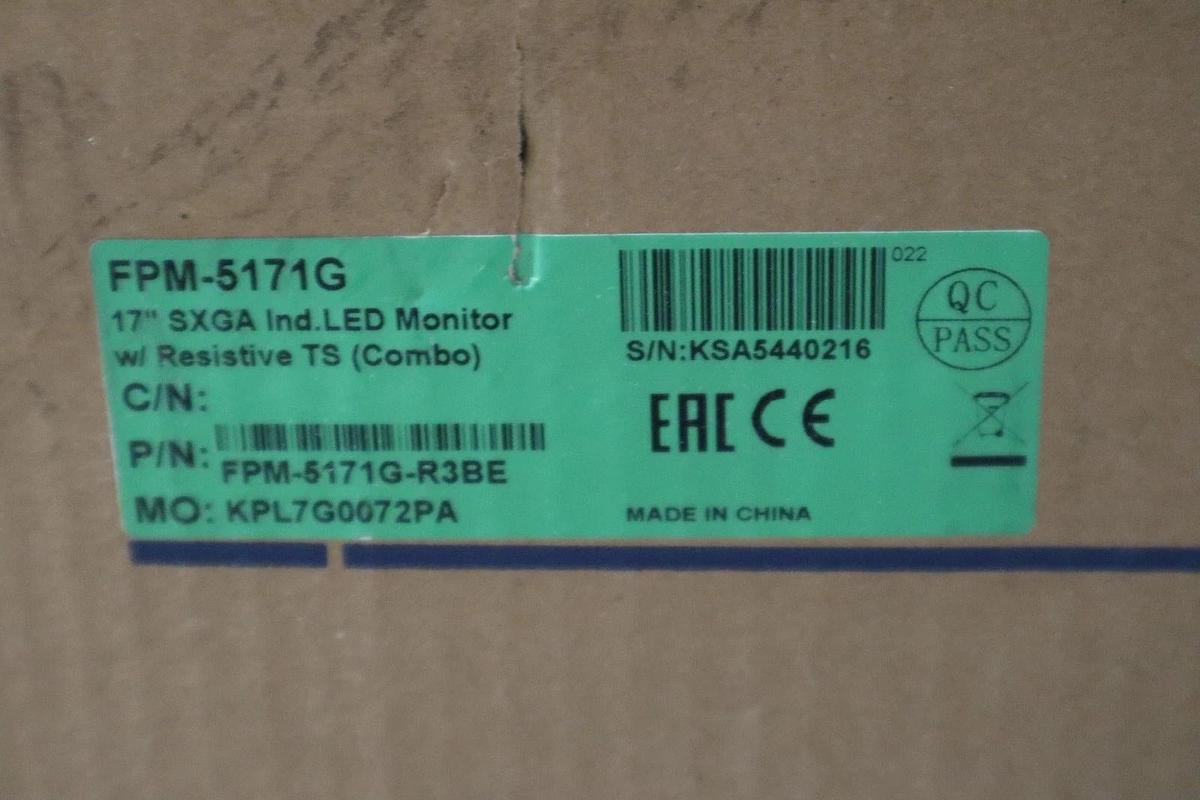 FPM-5171G
17" SXGA Ind.LED Monitor
w/ Resistive TS (Combo)
C/N:
P/N:
FPM-5171G-R3BE
MO: KPL7G0072PA
022
S/N:KSA5440216
QC
PASS
EAC CE
MADE IN CHINA